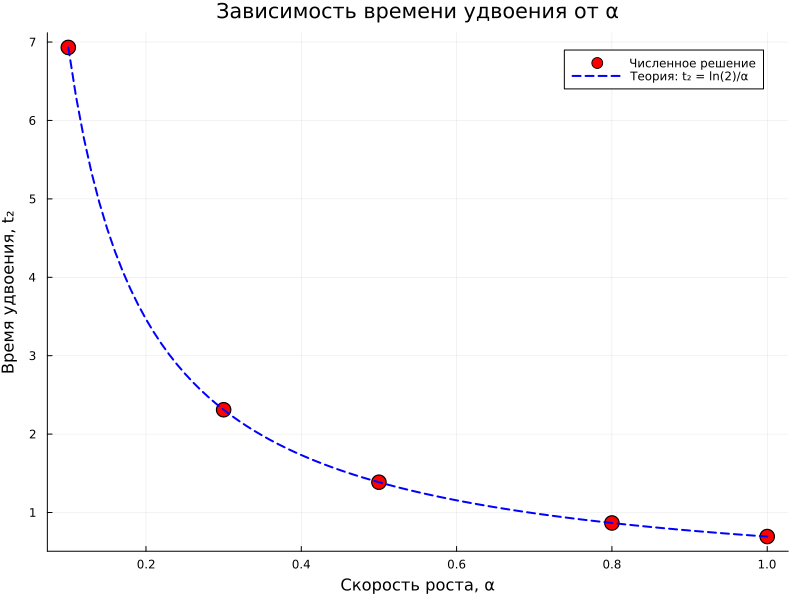 Зависимость времени удвоения от α
Численное решение
Теория: t₂ = ln(2)/α
Время удвоения, t₂
7
6
5
4
3
2
1
0.2
0.4
0.6
0.8
1.0
Скорость роста, α